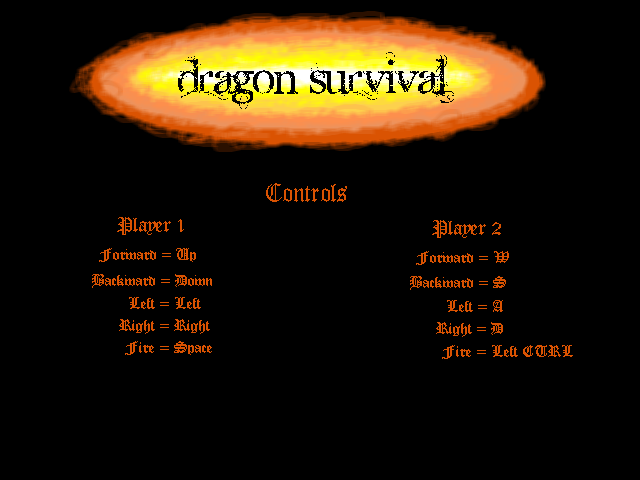 dragon survival
Controls
Player 1
Forward = Up
Backward = Down
Left = Left
Right = Right
Fire = Space
Player 2
Forward = W
Backward = S
Left = A
Right = D
Fire = Left CTRL